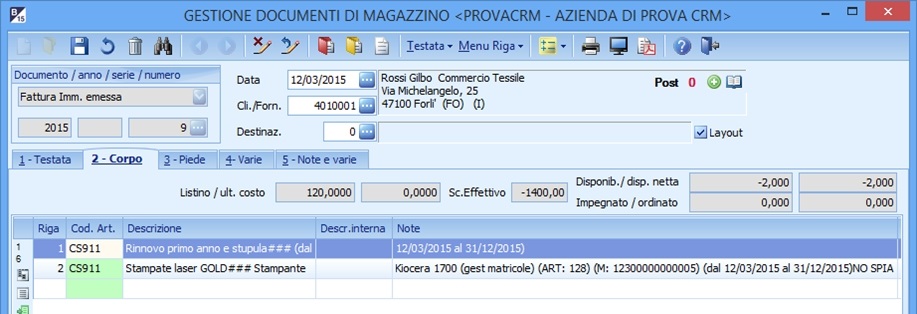 B
15
GESTIONE DOCUMENTI DI MAGAZZINO <PROVACRM - AZIENDA DI PROVA CRM>
Testata Menu Riga
Documento / anno / serie / numero
Fattura Imm. emessa
2015 9
Data 12/03/2015
Cli./Forn. 4010001
Destinaz. 0
Rossi Gilbo Commercio Tessile
Via Michelangelo, 25
47100 Forli' (FO) (I)
Post 0
Layout
1 - Testata 2 - Corpo 3 - Piede 4- Varie 5 - Note e varie
Listino / ult. costo 120,0000 0,0000 Sc.Effettivo -1400,00
Disponib./ disp. netta -2,000 -2,000
Impegnato / ordinato 0,000 0,000
Riga Cod. Art. Descrizione Descr.interna Note
1 CS911 Rinnovo primo anno e stupula### (dal 12/03/2015 al 31/12/2015)
2 CS911 Stampate laser GOLD### Stampante Kiocera 1700 (gest matricole) (ART: 128) (M: 12300000000005) (dal 12/03/2015 al 31/12/2015)NO SPIA
1
6